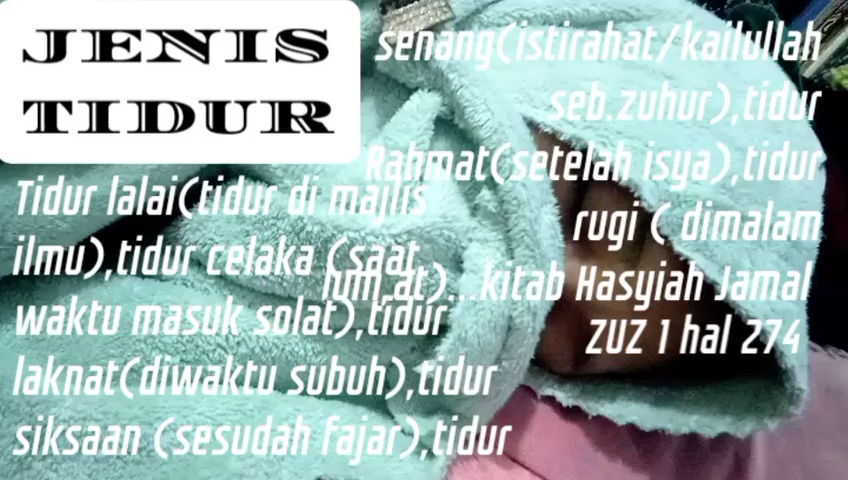 JENIS
TIDUR
Tidur lalai(tidur di majlis
ilmu),tidur celaka (saat
waktu masuk solat),tidur
laknat(diwaktu subuh),tidur
siksaan (sesudah fajar),tidur
senang(istirahat/kailullah
seb.zuhur),tidur
Rahmat(setelah isya),tidur
rugi ( dimalam
jum,at)...kitab Hasyiah Jamal
ZUZ 1 hal 274